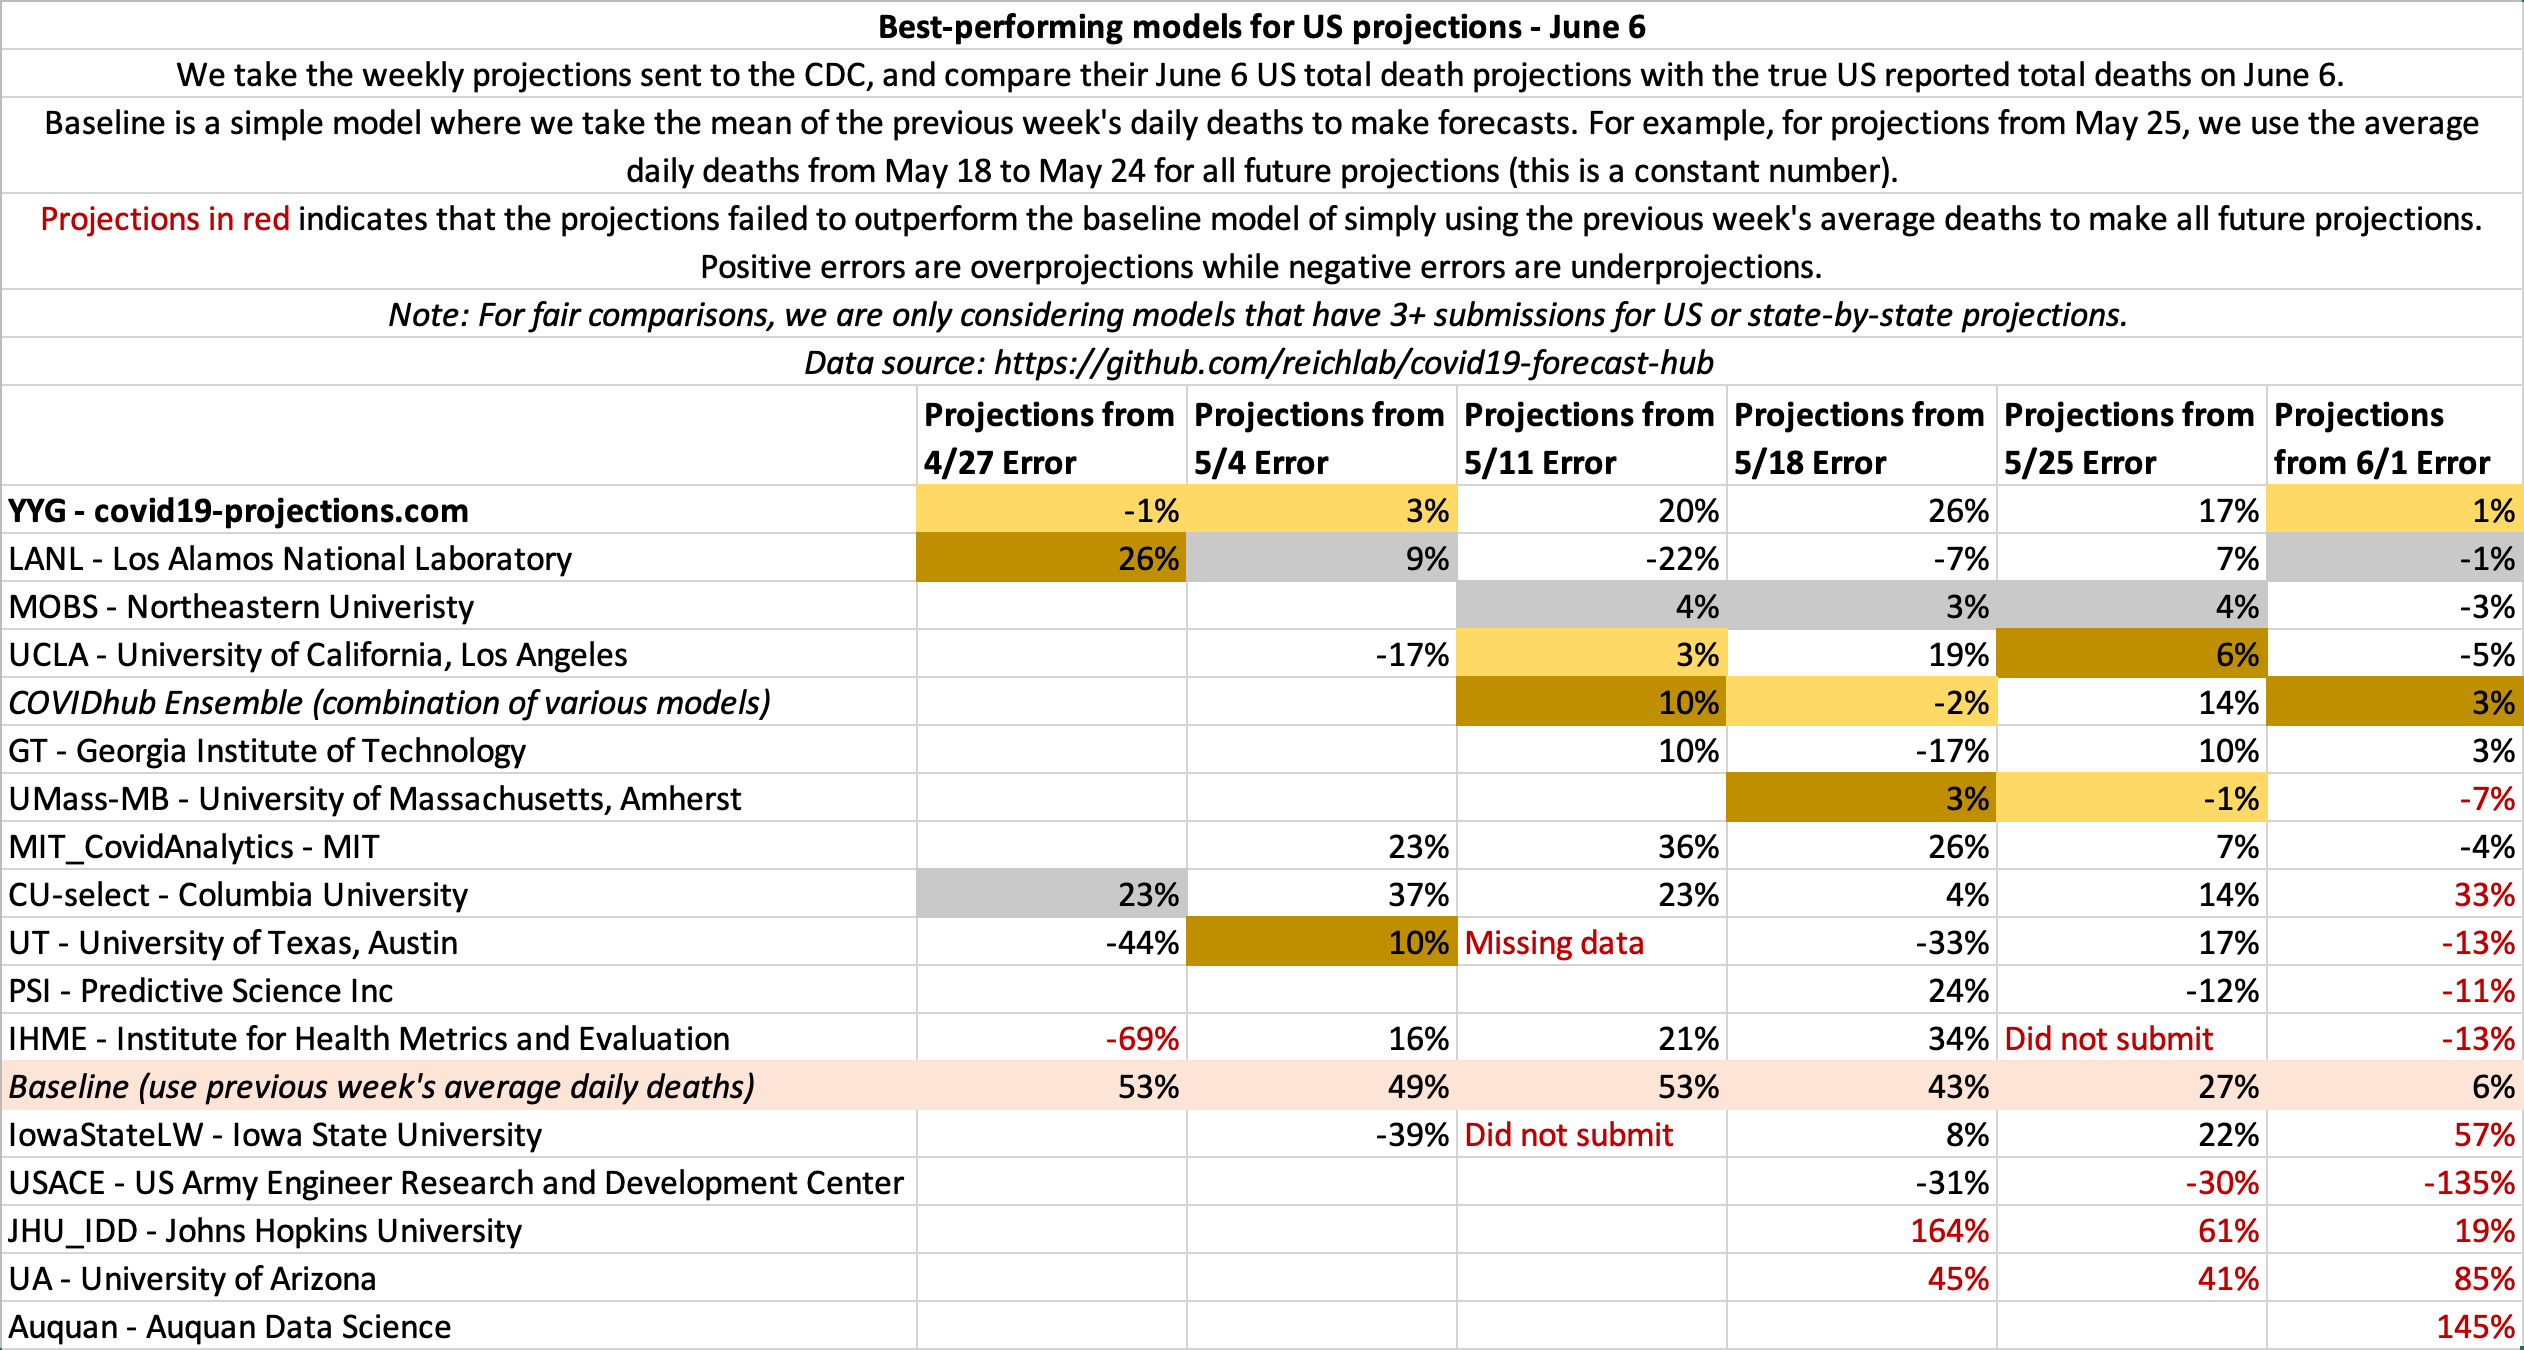 Best-performing models for US projections - June 6
We take the weekly projections sent to the CDC, and compare their June 6 US total death projections with the true US reported total deaths on June 6.
Baseline is a simple model where we take the mean of the previous week's daily deaths to make forecasts. For example, for projections from May 25, we use the average
daily deaths from May 18 to May 24 for all future projections (this is a constant number).
Projections in red indicates that the projections failed to outperform the baseline model of simply using the previous week's average deaths to make all future projections.
Positive errors are overprojections while negative errors are underprojections.
Note: For fair comparisons, we are only considering models that have 3+ submissions for US or state-by-state projections.
Data source: https://github.com/reichlab/covid19-forecast-hub
Projections from Projections from Projections from Projections from Projections from Projections
4/27 Error 5/4 Error 5/11 Error 5/18 Error 5/25 Error from 6/1 Error
YYG - covid19-projections.com -1% 3% 20% 26% 17% 1%
LANL - Los Alamos National Laboratory 26% 9% -22% -7% 7% -1%
MOBS - Northeastern Univeristy 4% 3% 4% -3%
UCLA - University of California, Los Angeles -17% 3% 19% 6% -5%
COVIDhub Ensemble (combination of various models) 10% -2% 14% 3%
GT - Georgia Institute of Technology 10% -17% 10% 3%
UMass-MB - University of Massachusetts, Amherst 3% -1% -7%
MIT_CovidAnalytics - MIT 23% 36% 26% 7% -4%
CU-select - Columbia University 23% 37% 23% 4% 14% 33%
UT - University of Texas, Austin -44% 10% Missing data -33% 17% -13%
PSI - Predictive Science Inc 24% -12% -11%
IHME - Institute for Health Metrics and Evaluation -69% 16% 21% 34% Did not submit -13%
Baseline (use previous week's average daily deaths) 53% 49% 53% 43% 27% 6%
IowaStateLW - Iowa State University -39% Did not submit 8% 22% 57%
USACE - US Army Engineer Research and Development Center -31% -30% -135%
JHU_IDD - Johns Hopkins University 164% 61% 19%
UA - University of Arizona 45% 41% 85%
Auquan - Auquan Data Science 145%